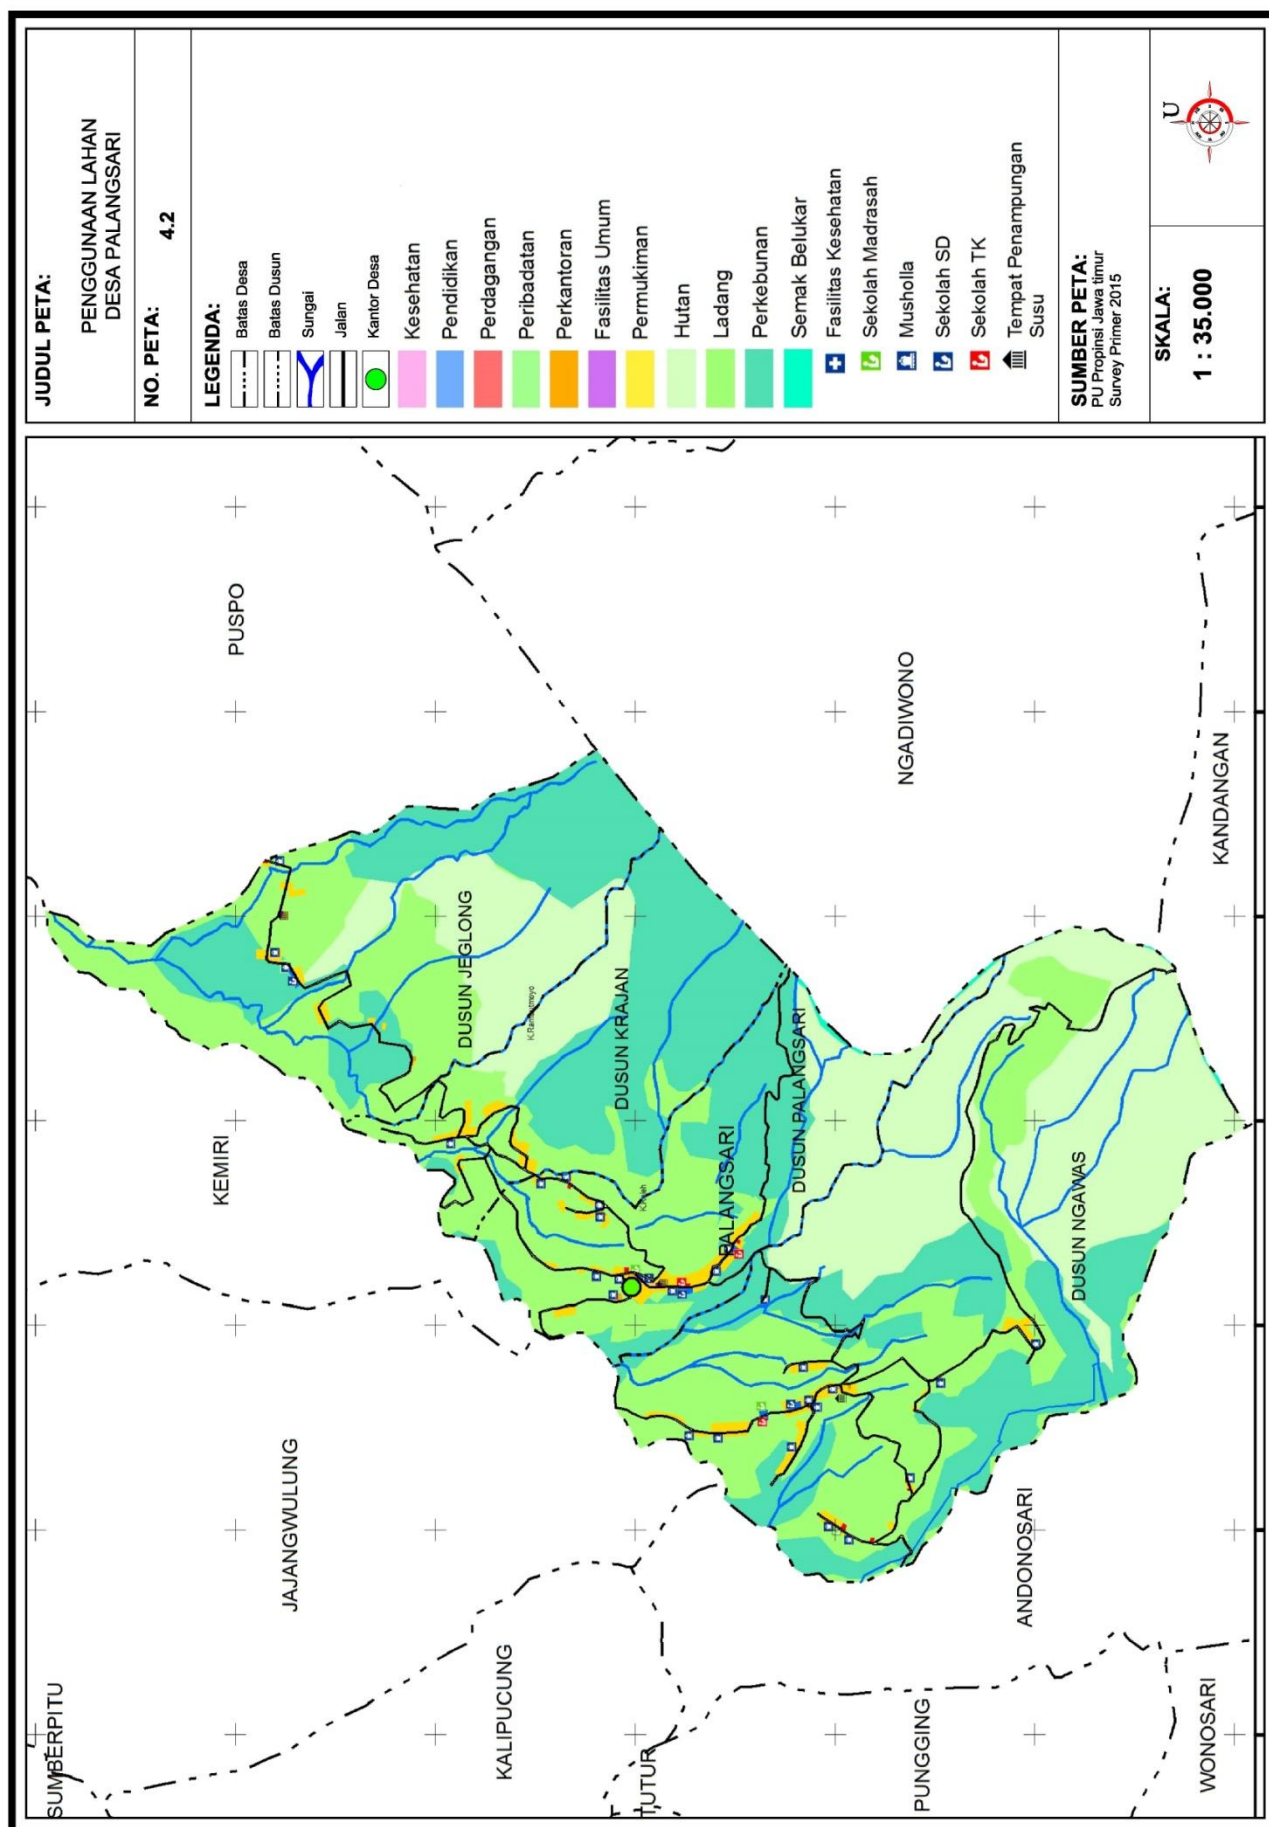 JUDUL PETA:
PENGGUNAAN LAHAN
DESA PALANGSARI
NO. PETA:
4.2
LEGENDA:
Batas Desa
Batas Dusun
Sungai
Jalan
Kantor Desa
Kesehatan
Pendidikan
Perdagangan
Peribadatan
Perkantoran
Fasilitas Umum
Permukiman
Hutan
Ladang
Perkebunan
Semak Belukar
Fasilitas Kesehatan
Sekolah Madrasah
Musholla
Sekolah SD
Sekolah TK
Tempat Penampungan
Susu
SUMBER PETA:
PU Propinsi Jawa timur
Survey Primer 2015
SKALA:
1 : 35.000
U
SUMBERPITU
JAJANGWULUNG
KEMIRI
PUSPO
KALIPUCUNG
DUSUN JEGLONG
DUSUN KRAJAN
TUTUR
PALANGSARI
DUSUN PALANGSARI
NGADIWONO
PUNGGING
ANDONOSARI
DUSUN NGAWAS
WONOSARI
KANDANGAN